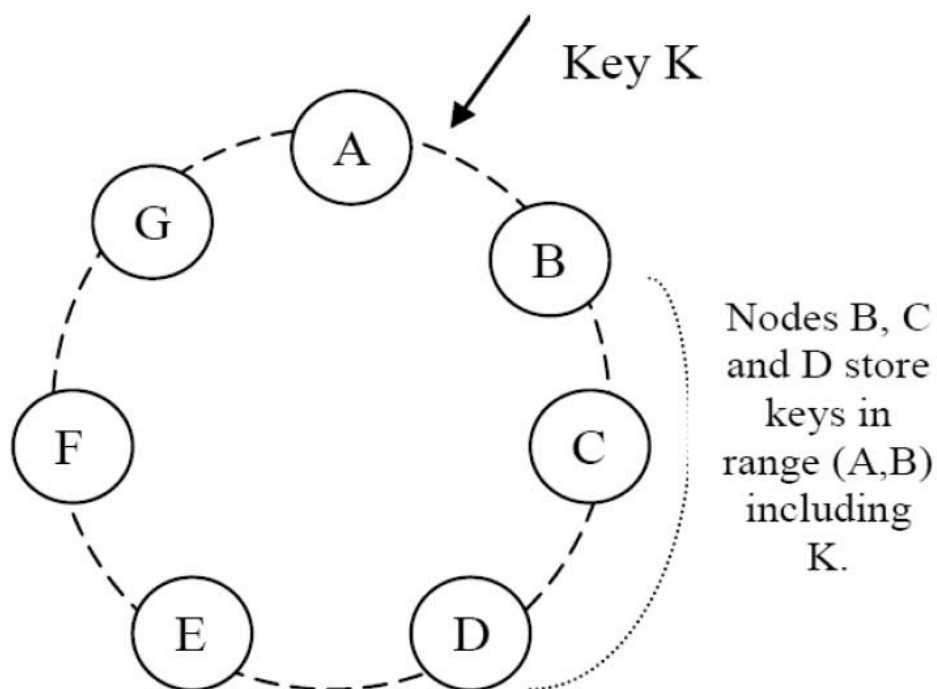 Key K
A
G
B
Nodes B, C
and D store
keys in
range (A,B)
including
K.
F
C
E
D